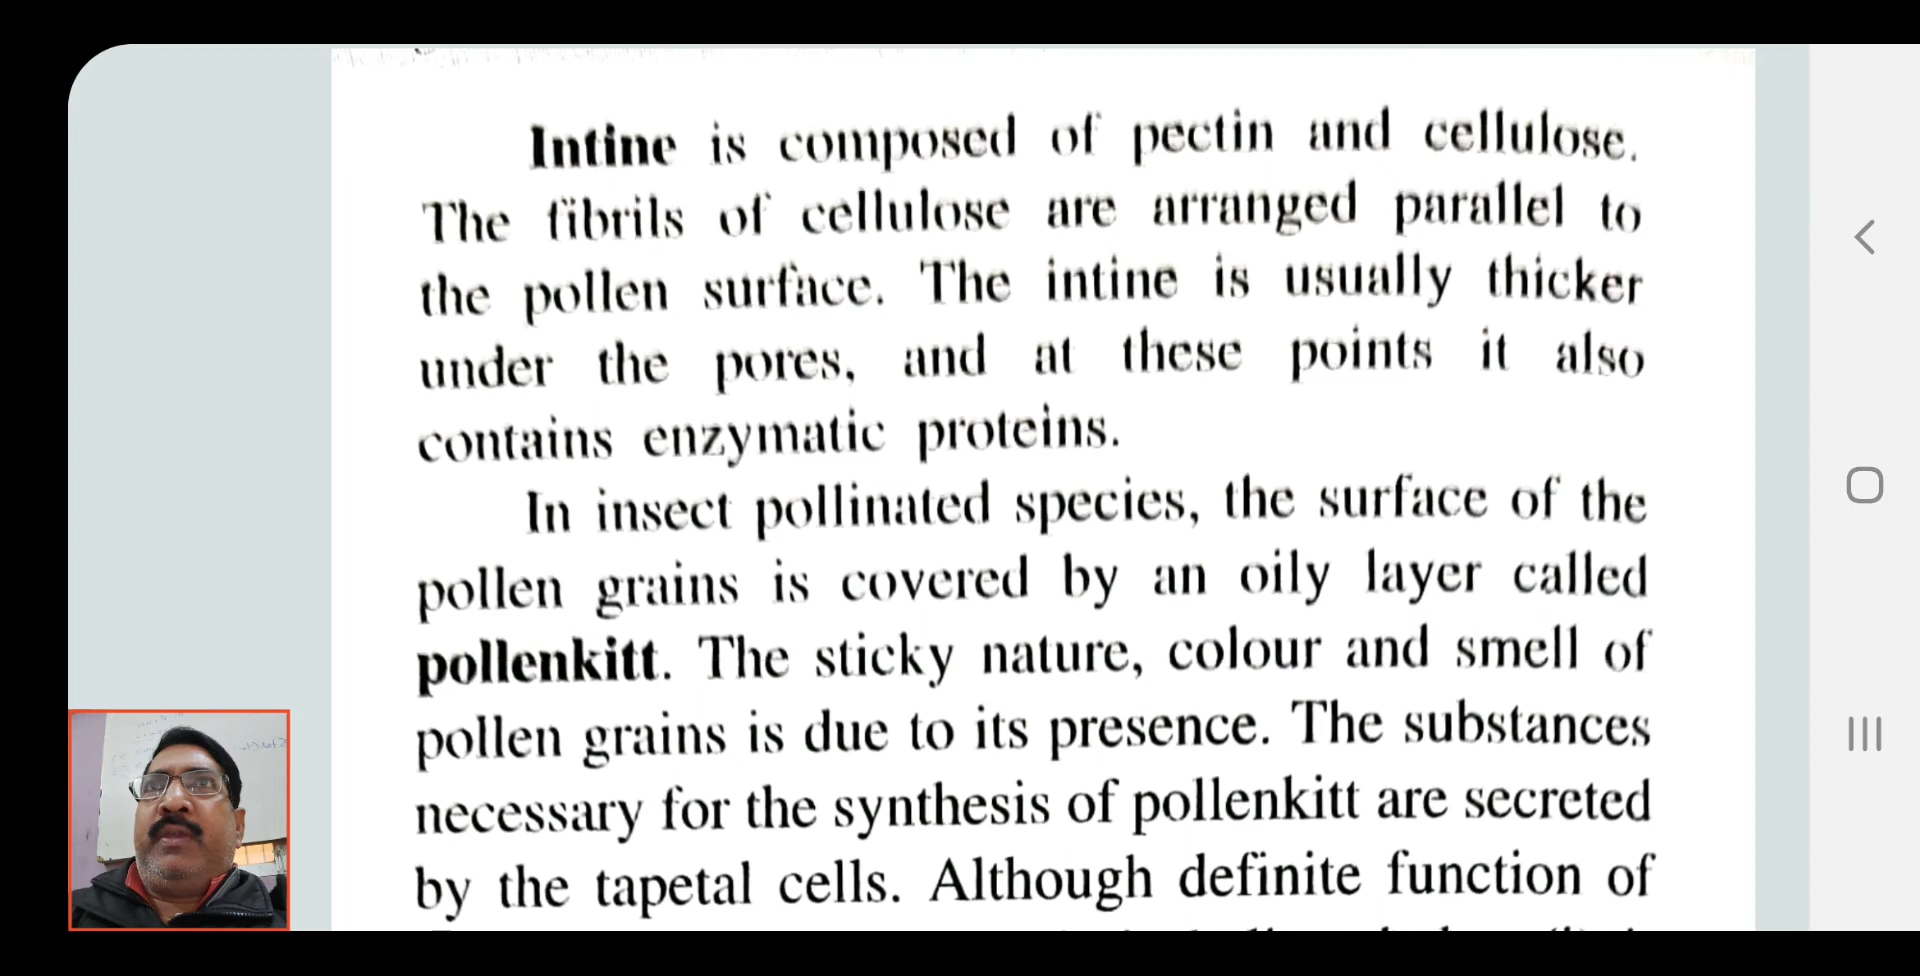 Intine is composed of pectin and cellulose.
The fibrils of cellulose are arranged parallel to
the pollen surface. The intine is usually thicker
under the pores, and at these points it also
contains enzymatic proteins.
In insect pollinated species, the surface of the
pollen grains is covered by an oily layer called
pollenkitt. The sticky nature, colour and smell of
pollen grains is due to its presence. The substances
necessary for the synthesis of pollenkitt are secreted
by the tapetal cells. Although definite function of